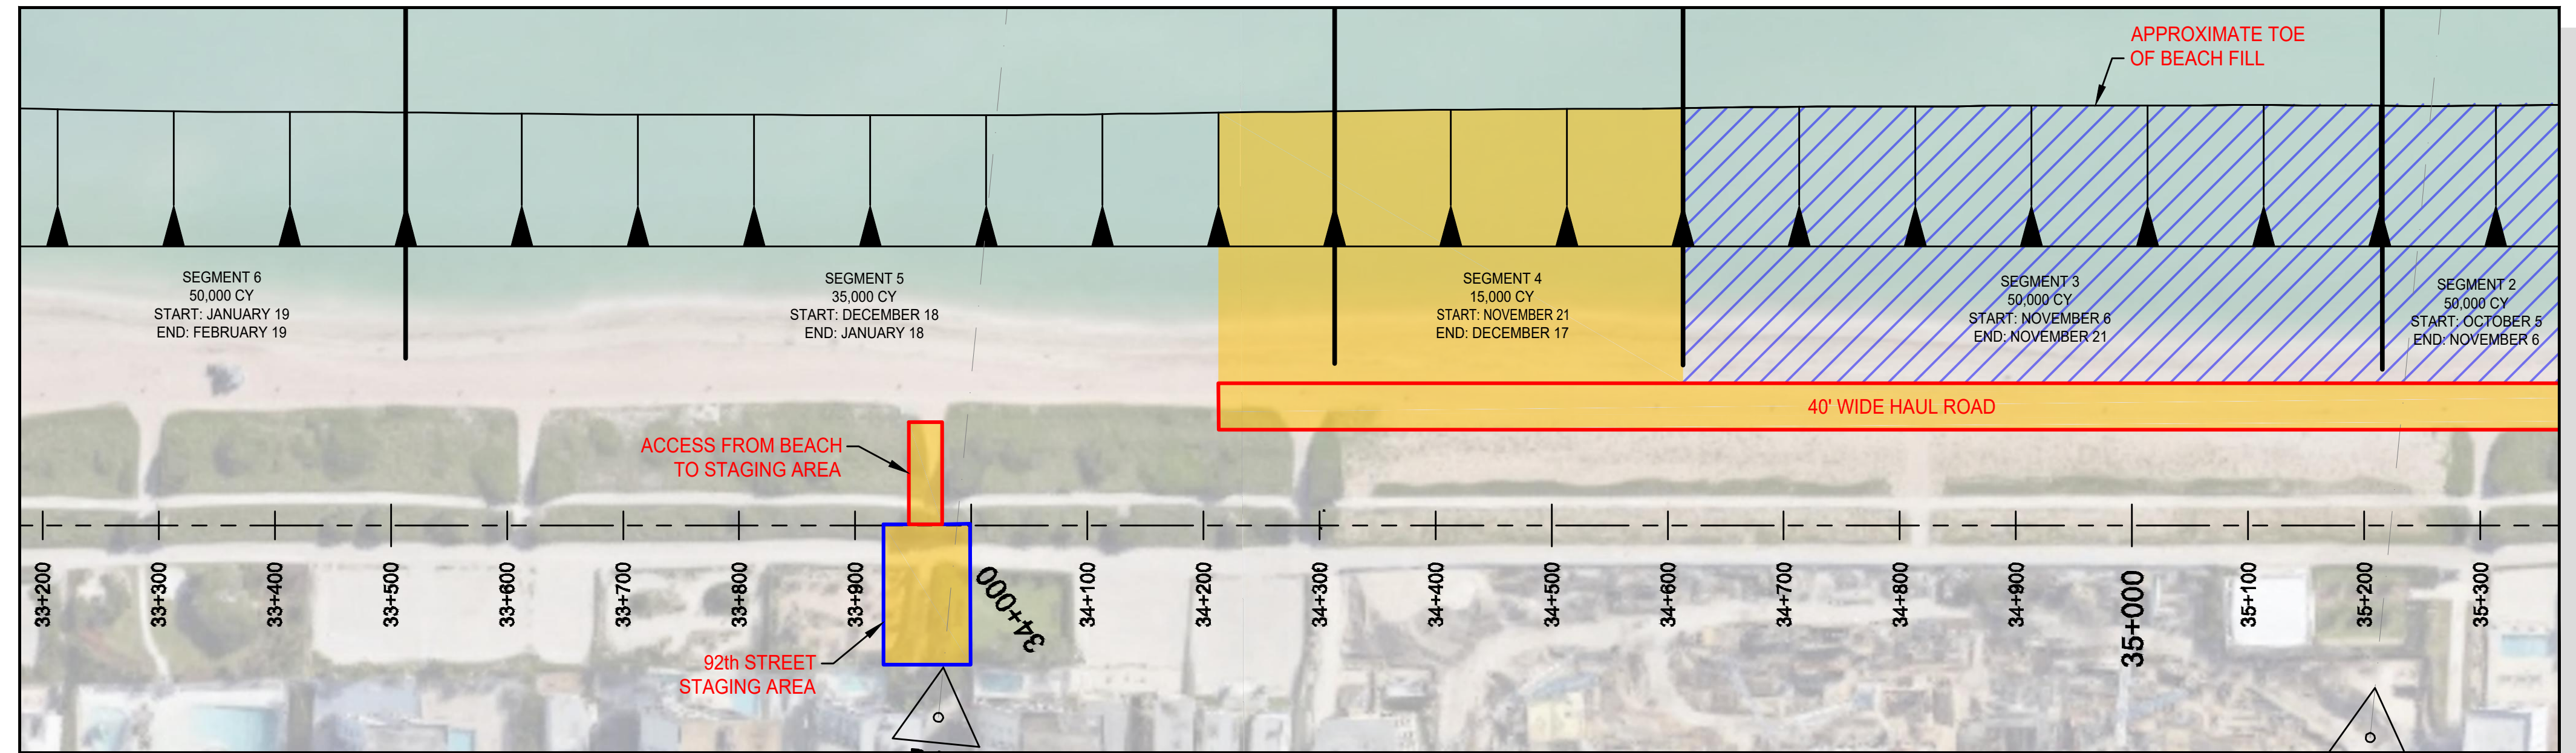 APPROXIMATE TOE
OF BEACH FILL
SEGMENT 6
50,000 CY
START: JANUARY 19
END: FEBRUARY 19
SEGMENT 5
35,000 CY
START: DECEMBER 18
END: JANUARY 18
SEGMENT 4
15,000 CY
START: NOVEMBER 21
END: DECEMBER 17
SEGMENT 3
50,000 CY
START: NOVEMBER 6
END: NOVEMBER 21
SEGMENT 2
50,000 CY
START: OCTOBER 5
END: NOVEMBER 6
40' WIDE HAUL ROAD
ACCESS FROM BEACH
TO STAGING AREA
33+200
33+300
33+400
33+500
33+600
33+700
33+800
33+900
34+000
34+100
34+200
34+300
34+400
34+500
34+600
34+700
34+800
34+900
35+000
35+100
35+200
35+300
92th STREET
STAGING AREA